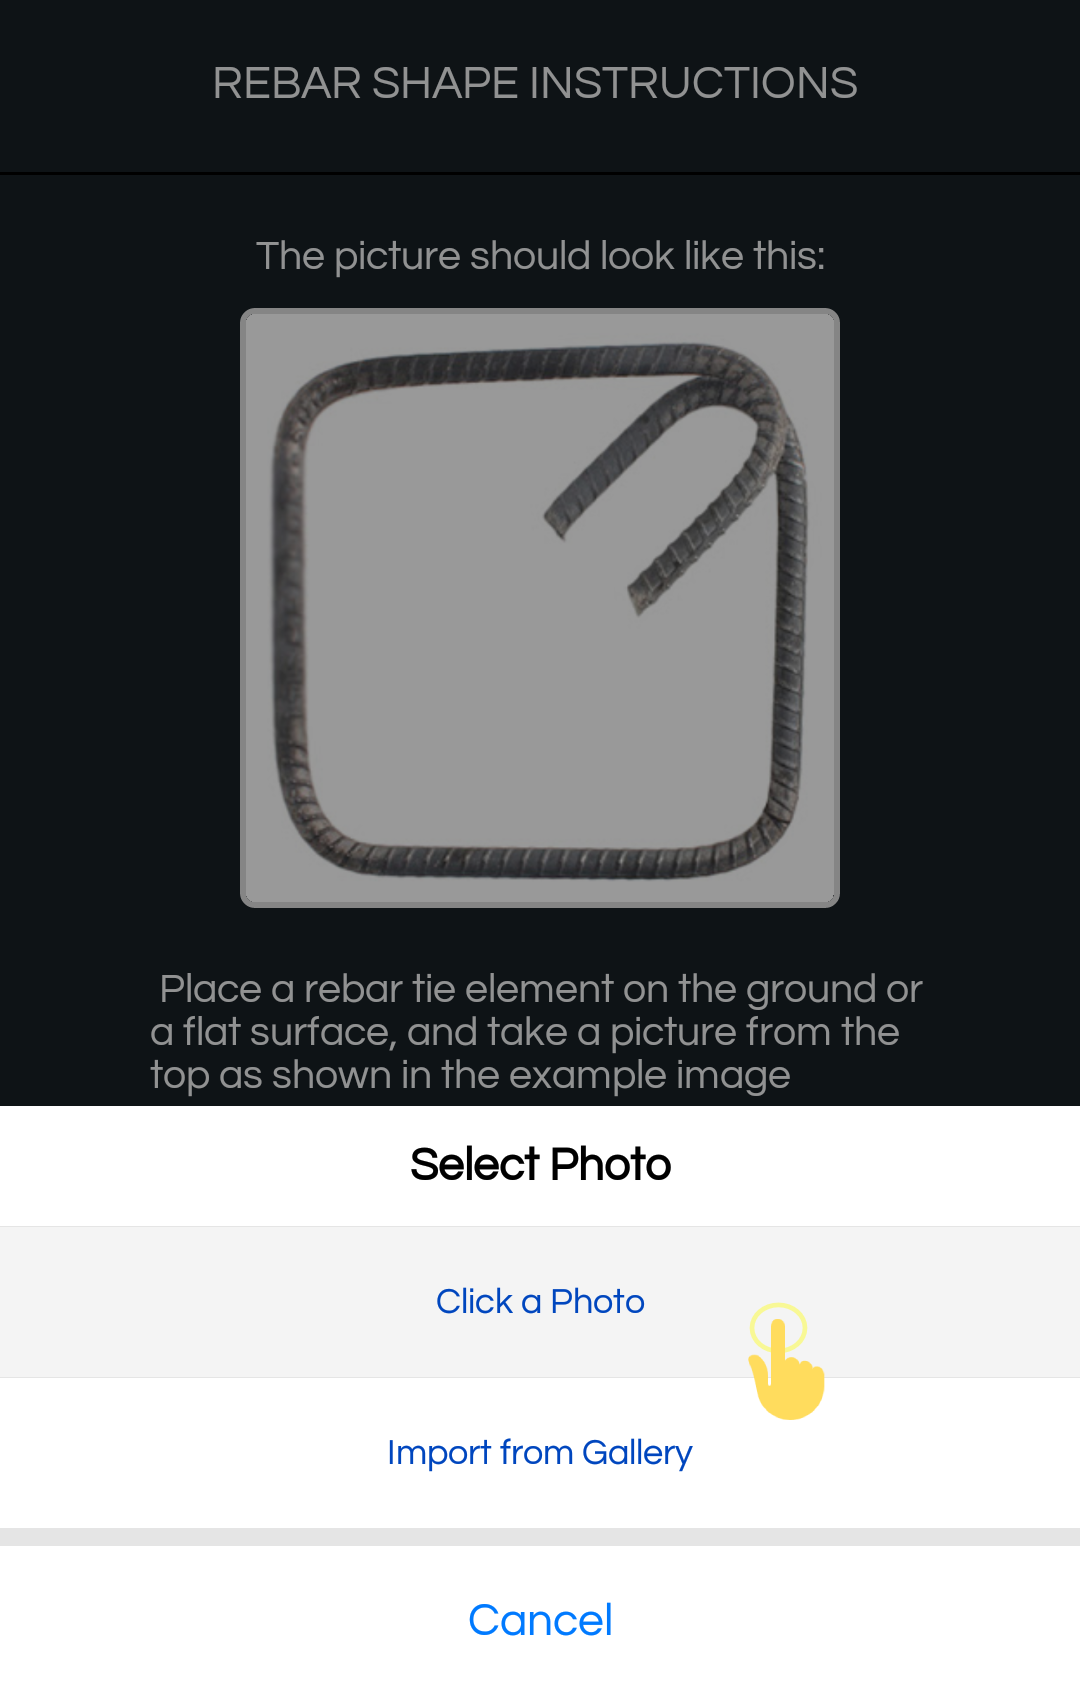 REBAR SHAPE INSTRUCTIONS
The picture should look like this:
Place a rebar tie element on the ground or
a flat surface, and take a picture from the
top as shown in the example image
Select Photo
Click a Photo
Import from Gallery
Cancel